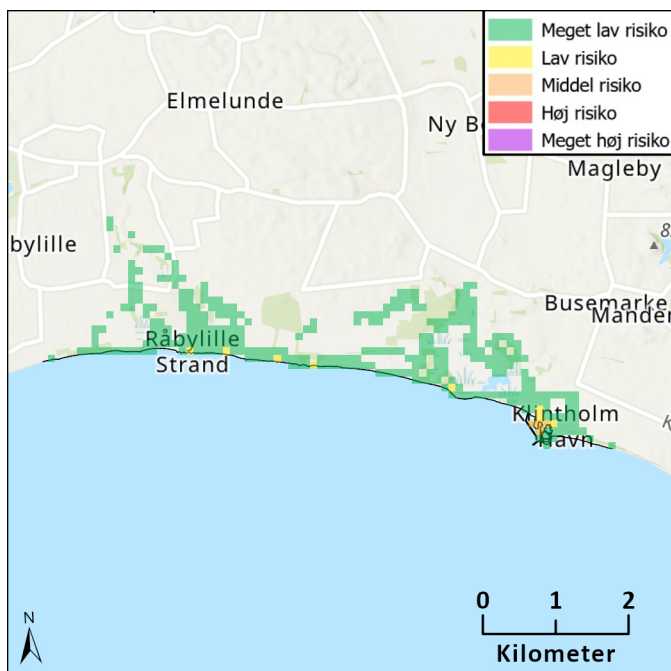 Meget lav risiko
Lav risiko
Middel risiko
Høj risiko
Meget høj risiko
Elmelunde
Ny
Magleby
bylille
Busemarke
Mander
Råbylille
Strand
Klintholm
Havn
N
0 1 2
Kilometer